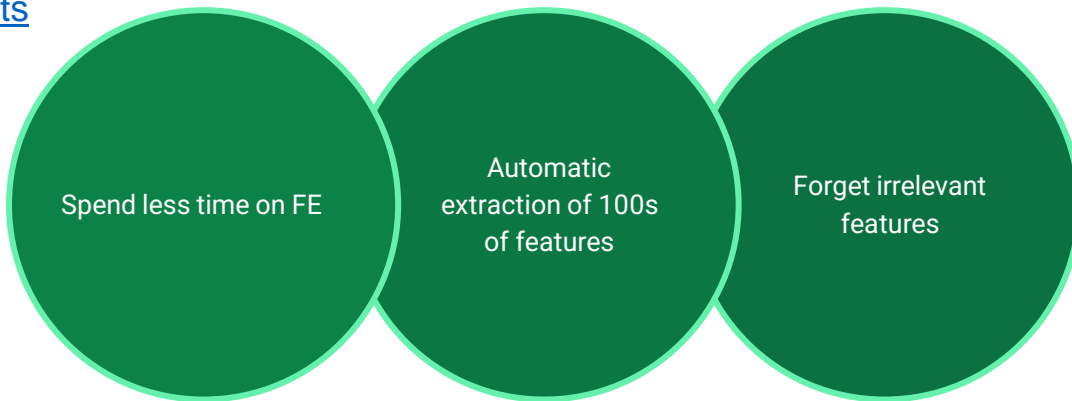 ts
Spend less time on FE
Automatic
extraction of 100s
of features
Forget irrelevant
features